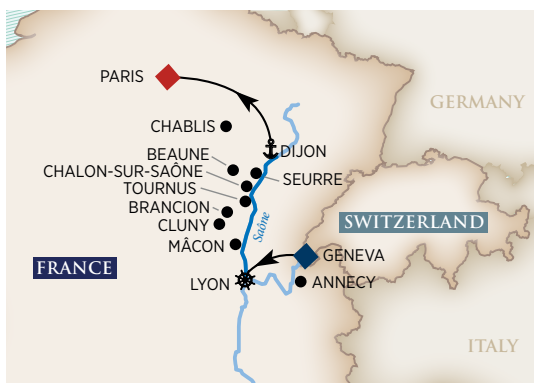 PARIS
GERMANY
CHABLIS
DIJON
BEAUNE
CHALON-SUR-SAÔNE
SEURRE
TOURNUS
BRANCION
CLUNY
Saône
SWITZERLAND
MÂCON
GENEVA
FRANCE
LYON
ANNECY
ITALY